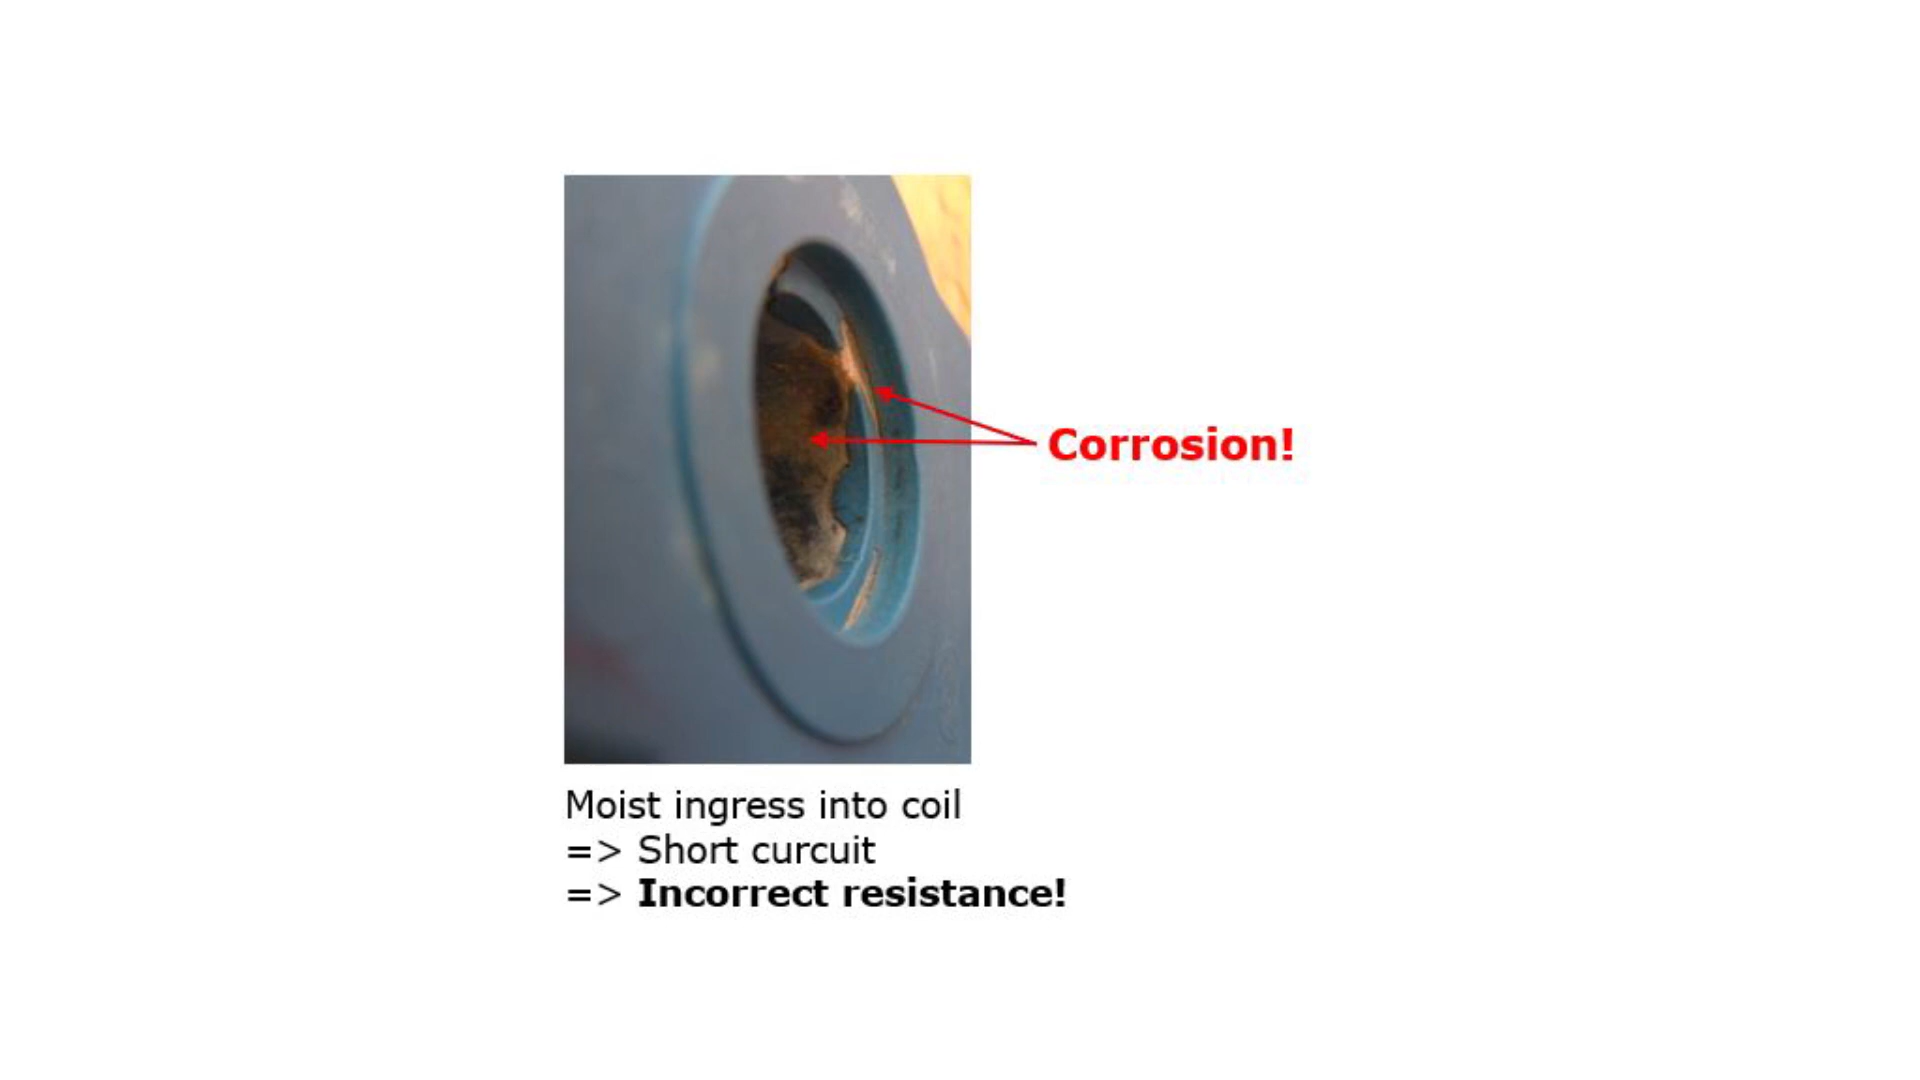 Corrosion!
Moist ingress into coil
=> Short curcuit
=> Incorrect resistance!